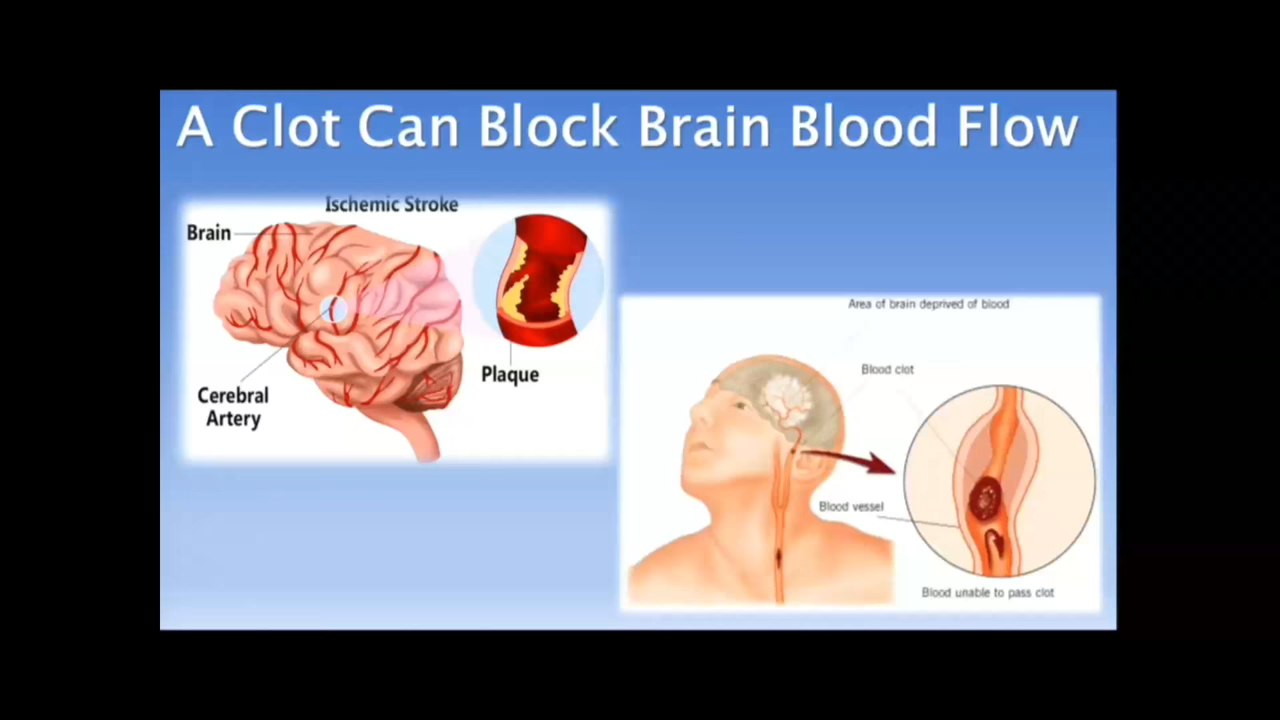 A Clot Can Block Brain Blood Flow
Ischemic Stroke
Brain
Plaque
Cerebral
Artery
Area of brain deprived of blood
Blood clot
Blood vessel
Blood unable to pass clot